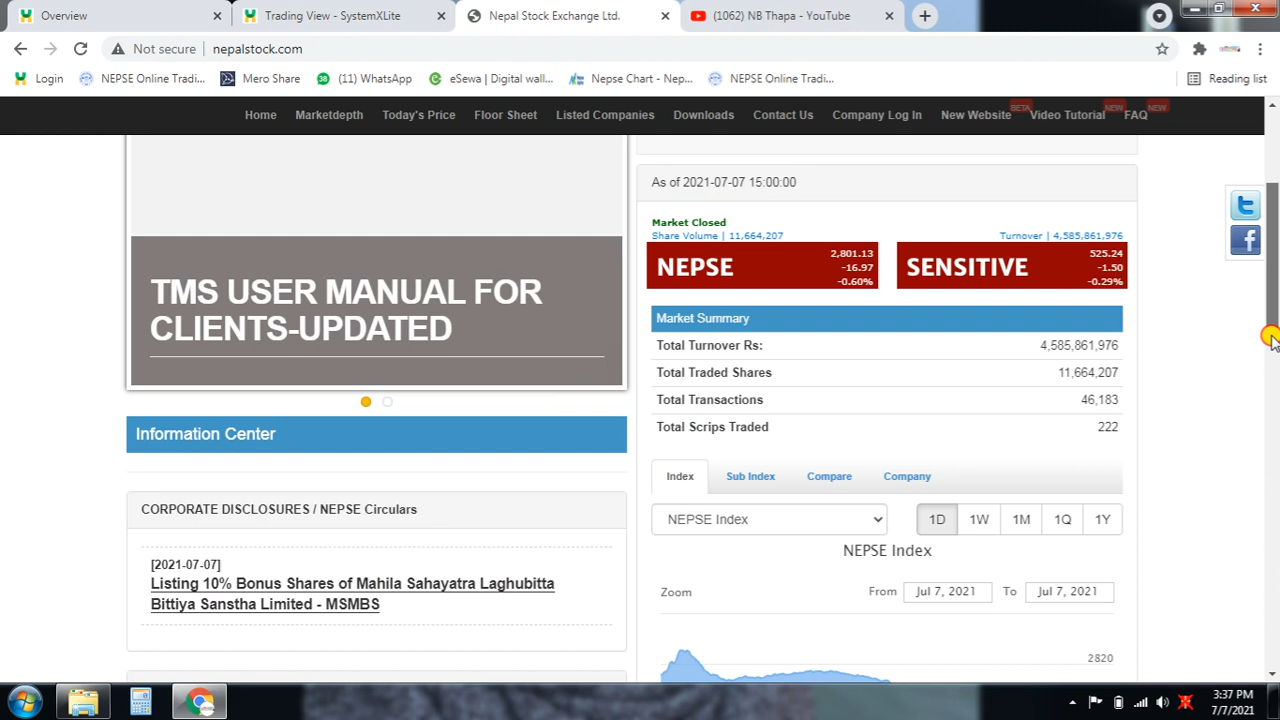 Overview
Trading View - SystemXLite
Nepal Stock Exchange Ltd.
(1062) NB Thapa - YouTube
Not secure
nepalstock.com
Login
NEPSE Online Tradi...
Mero Share
(11) WhatsApp
eSewa | Digital wall...
Nepse Chart - Nep...
NEPSE Online Tradi...
Reading list
Home
Marketdepth
Today's Price
Floor Sheet
Listed Companies
Downloads
Contact Us
Company Log In
New Website
BETA
Video Tutorial
NEW
FAQ
NEW
TMS USER MANUAL FOR
CLIENTS-UPDATED
Information Center
CORPORATE DISCLOSURES / NEPSE Circulars
[2021-07-07]
Listing 10% Bonus Shares of Mahila Sahayatra Laghubitta
Bittiya Sanstha Limited - MSMBS
As of 2021-07-07 15:00:00
Market Closed
Share Volume | 11,664,207
Turnover | 4,585,861,976
NEPSE
2,801.13
-16.97
-0.60%
SENSITIVE
525.24
-1.50
-0.29%
Market Summary
Total Turnover Rs: 4,585,861,976
Total Traded Shares 11,664,207
Total Transactions 46,183
Total Scrips Traded 222
Index
Sub Index
Compare
Company
NEPSE Index
1D
1W
1M
1Q
1Y
NEPSE Index
Zoom
From Jul 7, 2021 To Jul 7, 2021
2820
3:37 PM
7/7/2021